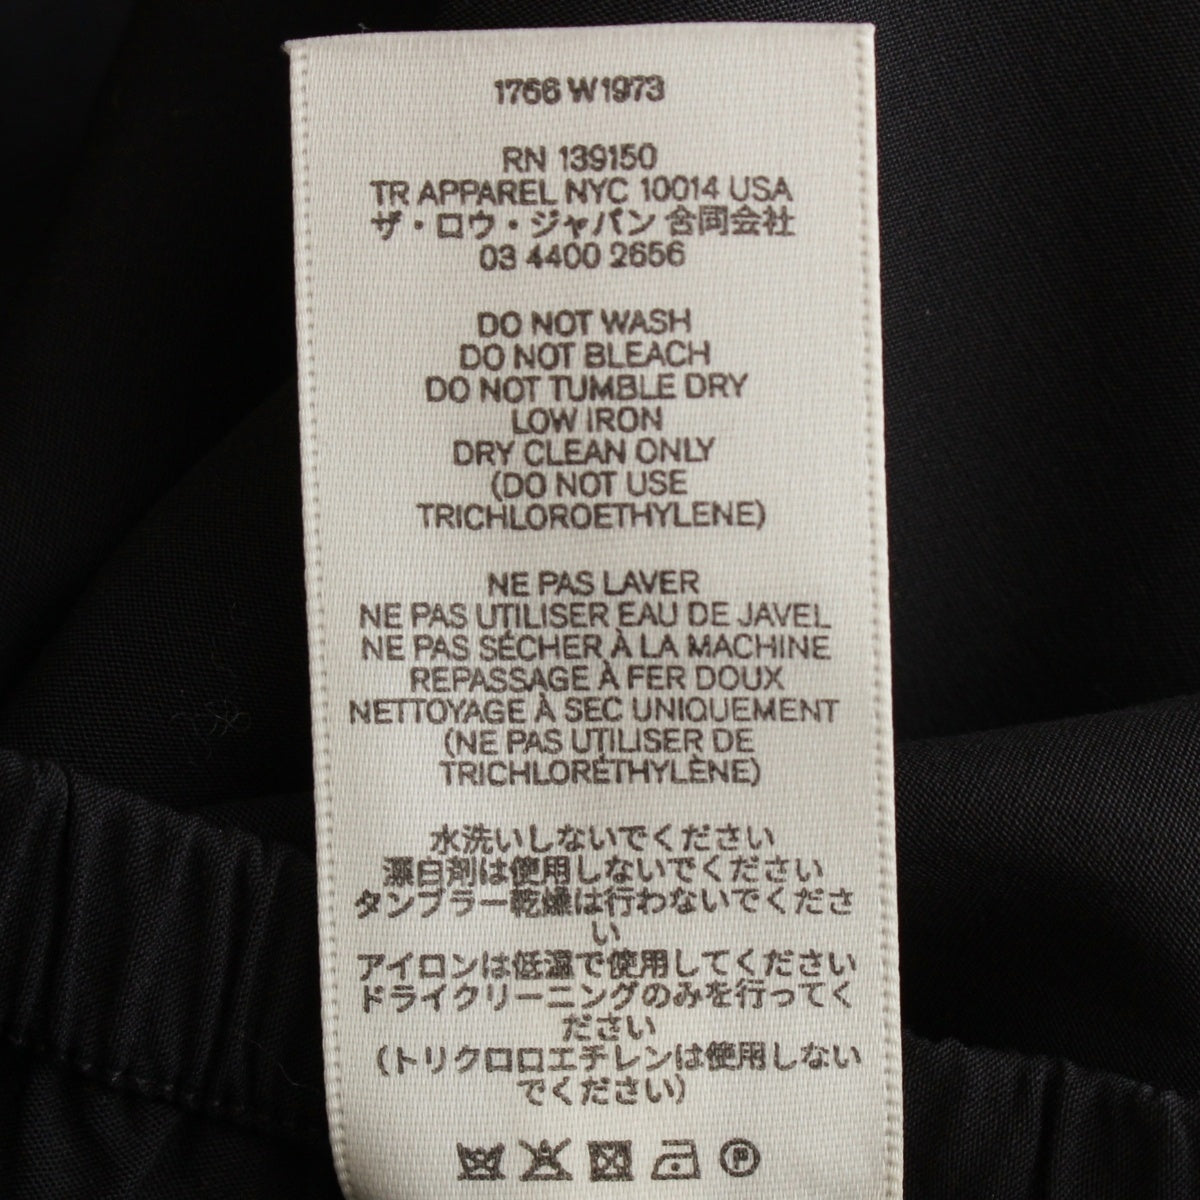 1766 W1973
RN 139150
TR APPAREL NYC 10014 USA
ザ・ロウ・ジャパン 合同会社
03 4400 2656
DO NOT WASH
DO NOT BLEACH
DO NOT TUMBLE DRY
LOW IRON
DRY CLEAN ONLY
(DO NOT USE
TRICHLOROETHYLENE)
NE PAS LAVER
NE PAS UTILISER EAU DE JAVEL
NE PAS SÉCHER À LA MACHINE
REPASSAGE À FER DOUX
NETTOYAGE À SEC UNIQUEMENT
(NE PAS UTILISER DE
TRICHLORÉTHYLÈNE)
水洗いしないでください
漂白剤は使用しないでください
タンブラー乾燥は行わないでくださ
い
アイロンは低温で使用してください
ドライクリーニングのみを行ってく
ださい
（トリクロロエチレンは使用しない
でください）
P